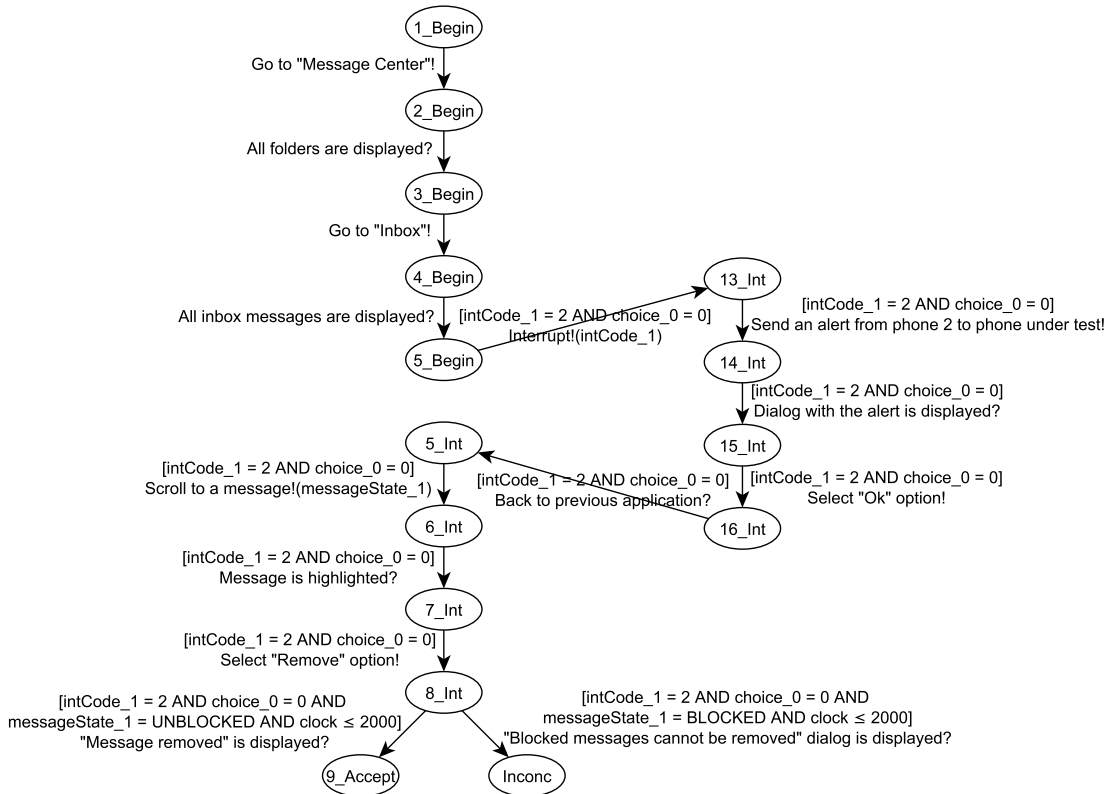 1_Begin
Go to "Message Center"!
2_Begin
All folders are displayed?
3_Begin
Go to "Inbox"!
4_Begin
All inbox messages are displayed?
5_Begin
[intCode_1 = 2 AND choice_0 = 0]
Interrupt!(intCode_1)
13_Int
[intCode_1 = 2 AND choice_0 = 0]
Send an alert from phone 2 to phone under test!
14_Int
[intCode_1 = 2 AND choice_0 = 0]
Dialog with the alert is displayed?
15_Int
[intCode_1 = 2 AND choice_0 = 0]
Select "Ok" option!
16_Int
[intCode_1 = 2 AND choice_0 = 0]
Back to previous application?
5_Int
[intCode_1 = 2 AND choice_0 = 0]
Scroll to a message!(messageState_1)
6_Int
[intCode_1 = 2 AND choice_0 = 0]
Message is highlighted?
7_Int
[intCode_1 = 2 AND choice_0 = 0]
Select "Remove" option!
8_Int
[intCode_1 = 2 AND choice_0 = 0 AND
messageState_1 = UNBLOCKED AND clock ≤ 2000]
"Message removed" is displayed?
9_Accept
[intCode_1 = 2 AND choice_0 = 0 AND
messageState_1 = BLOCKED AND clock ≤ 2000]
"Blocked messages cannot be removed" dialog is displayed?
Inconc